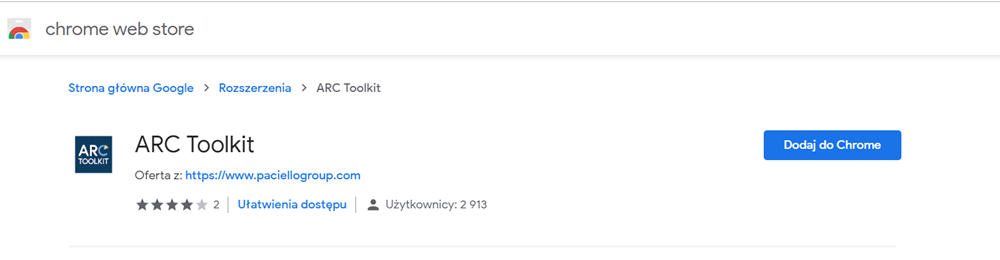 chrome web store
Strona główna Google > Rozszerzenia > ARC Toolkit
ARC TOOLKIT
ARC Toolkit
Dodaj do Chrome
Oferta z: https://www.paciellogroup.com
2 | Ułatwienia dostępu | Użytkownicy: 2 913